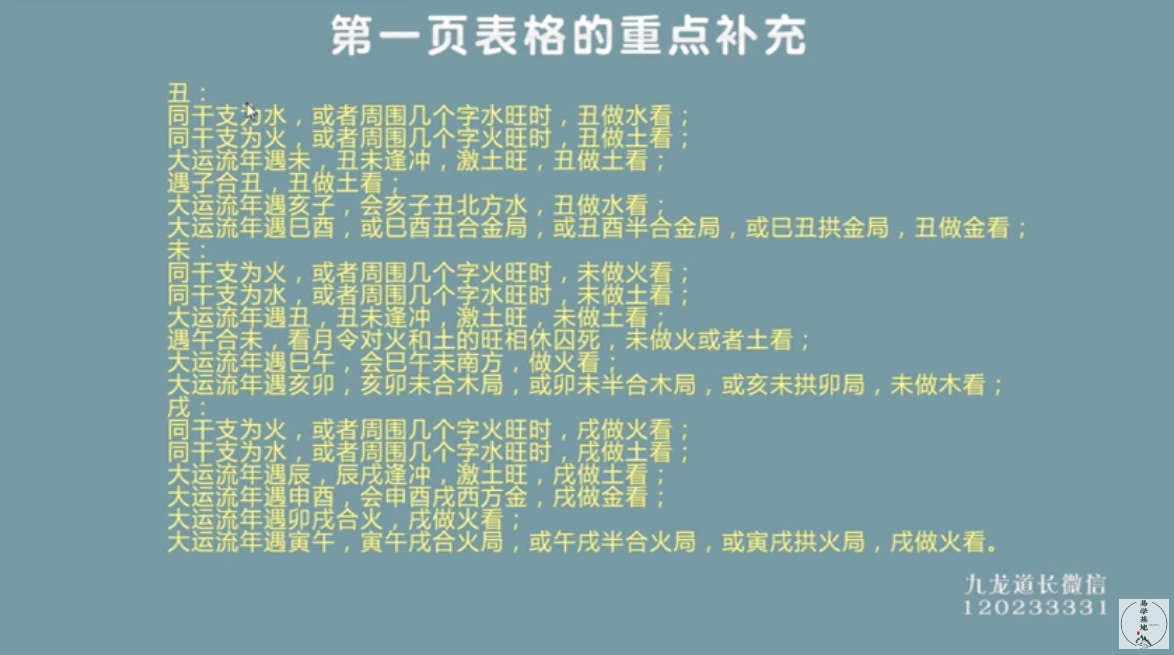 第一页表格的重点补充
丑：
同干支为水，或者周围几个字水旺时，丑做水看；
同干支为火，或者周围几个字火旺时，丑做土看；
大运流年遇未，丑未逢冲，激土旺，丑做土看；
遇子合丑，丑做土看；
大运流年遇亥子，会亥子丑北方水，丑做水看；
大运流年遇巳酉，或巳酉丑合金局，或丑酉半合金局，或巳丑拱金局，丑做金看；
未：
同干支为火，或者周围几个字火旺时，未做火看；
同干支为水，或者周围几个字水旺时，未做土看；
大运流年遇丑，丑未逢冲，激土旺，未做土看；
遇午合未，看月令对火和土的旺相休囚死，未做火或者土看；
大运流年遇巳午，会巳午未南方，做火看；
大运流年遇亥卯，亥卯未合木局，或卯未半合木局，或亥未拱卯局，未做木看；
戌：
同干支为火，或者周围几个字火旺时，戌做火看；
同干支为水，或者周围几个字水旺时，戌做土看；
大运流年遇辰，辰戌逢冲，激土旺，戌做土看；
大运流年遇申酉，会申酉戌西方金，戌做金看；
大运流年遇卯戌合火，戌做火看；
大运流年遇寅午，寅午戌合火局，或午戌半合火局，或寅戌拱火局，戌做火看。
九龙道长微信
120233331
易学基地